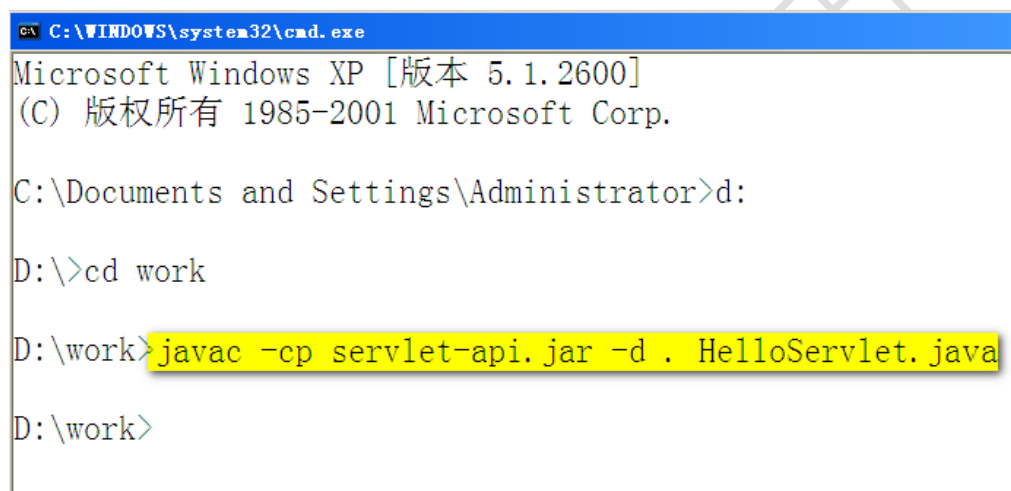 C:\WINDOWS\system32\cmd.exe
Microsoft Windows XP [版本 5.1.2600]
(C) 版权所有 1985-2001 Microsoft Corp.
C:\Documents and Settings\Administrator>d:
D:\>cd work
D:\work>javac -cp servlet-api.jar -d . HelloServlet.java
D:\work>